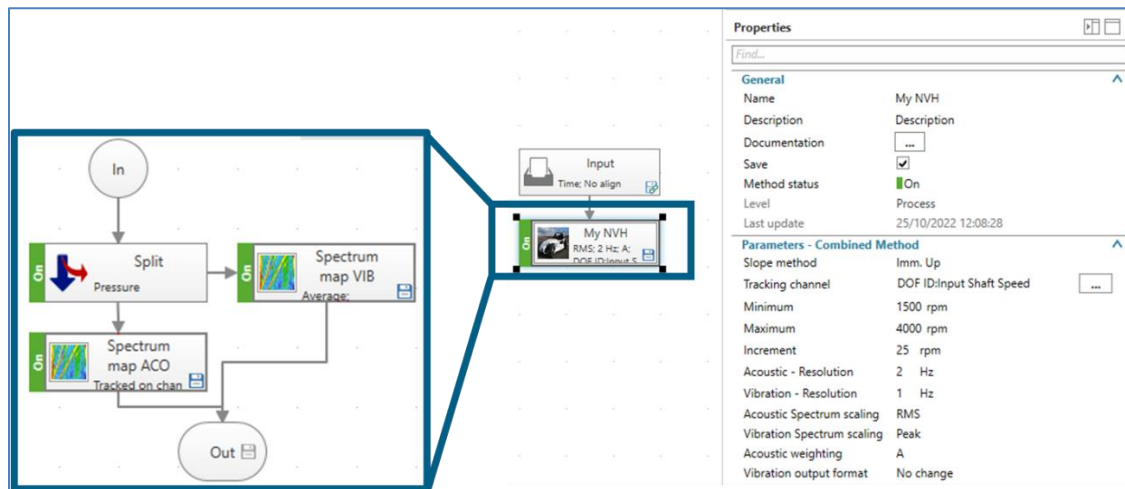 In
On
Split
Pressure
On
Spectrum
map VIB
Average;
On
Spectrum
map ACO
Tracked on chan
Out
Input
Time; No align
On
My NVH
RMS; 2 Hz; A;
DOF ID:Input S
Properties
Find...
General
Name My NVH
Description Description
Documentation ...
Save
Method status On
Level Process
Last update 25/10/2022 12:08:28
Parameters - Combined Method
Slope method Imm. Up
Tracking channel DOF ID:Input Shaft Speed ...
Minimum 1500 rpm
Maximum 4000 rpm
Increment 25 rpm
Acoustic - Resolution 2 Hz
Vibration - Resolution 1 Hz
Acoustic Spectrum scaling RMS
Vibration Spectrum scaling Peak
Acoustic weighting A
Vibration output format No change